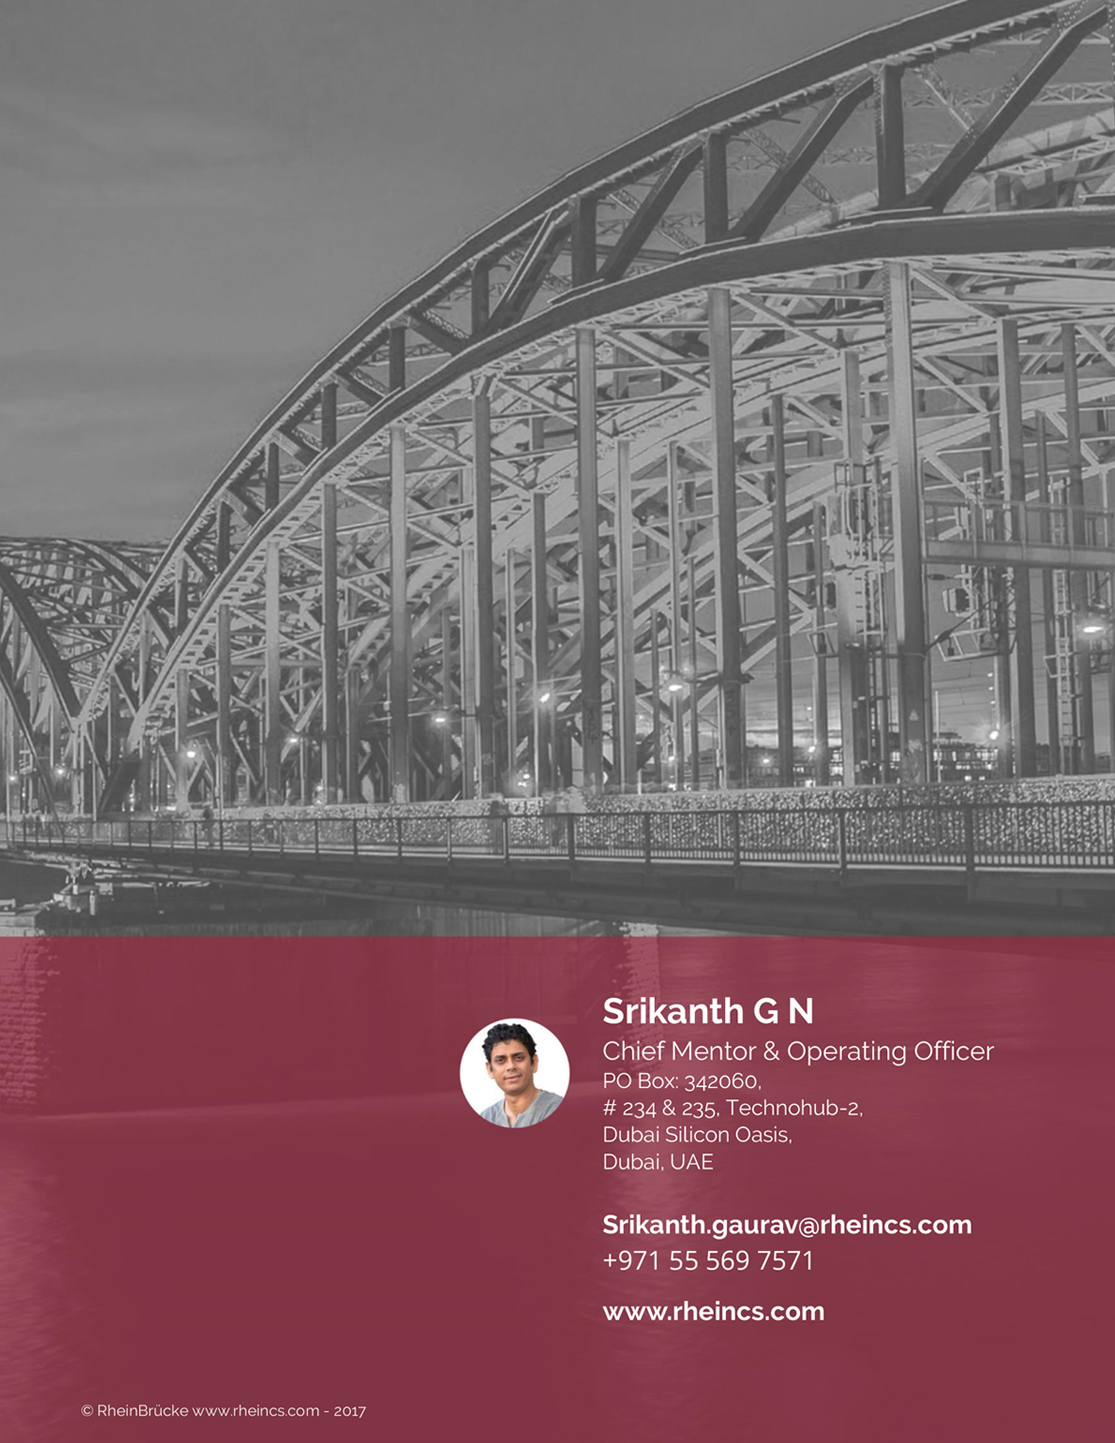 Srikanth G N
Chief Mentor & Operating Officer
PO Box: 342060,
# 234 & 235, Technohub-2,
Dubai Silicon Oasis,
Dubai, UAE
Srikanth.gaurav@rheincs.com
+971 55 569 7571
www.rheincs.com
© RheinBrücke www.rheincs.com - 2017